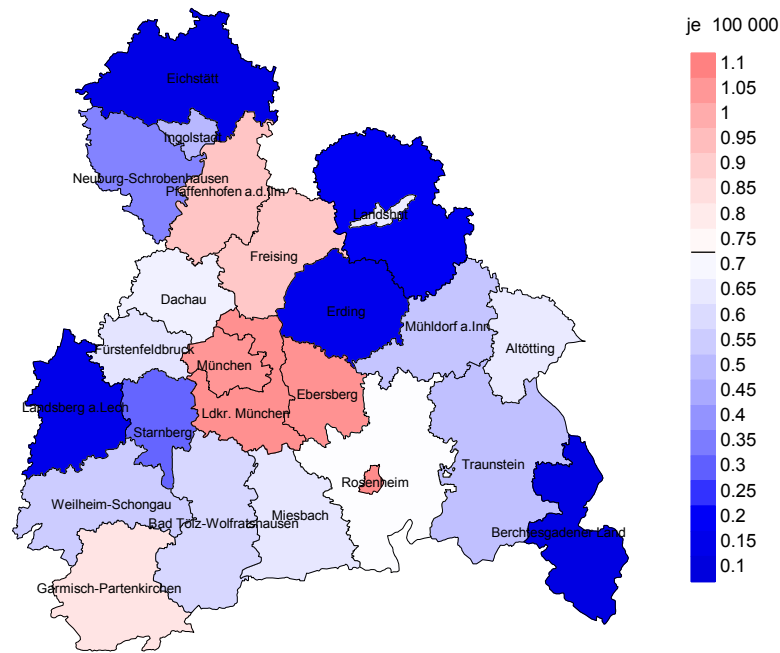 je 100 000
1.1
1.05
1
0.95
0.9
0.85
0.8
0.75
0.7
0.65
0.6
0.55
0.5
0.45
0.4
0.35
0.3
0.25
0.2
0.15
0.1
Eichstätt
Ingolstadt
Neuburg-Schrobenhausen
Pfaffenhofen a.d.Ilm
Landshut
Freising
Dachau
Erding
Mühldorf a.Inn
Altötting
Fürstenfeldbruck
München
Ebersberg
Landsberg a.Lech
Ldkr. München
Starnberg
Traunstein
Rosenheim
Weilheim-Schongau
Miesbach
Bad Tölz-Wolfratshausen
Berchtesgadener Land
Garmisch-Partenkirchen